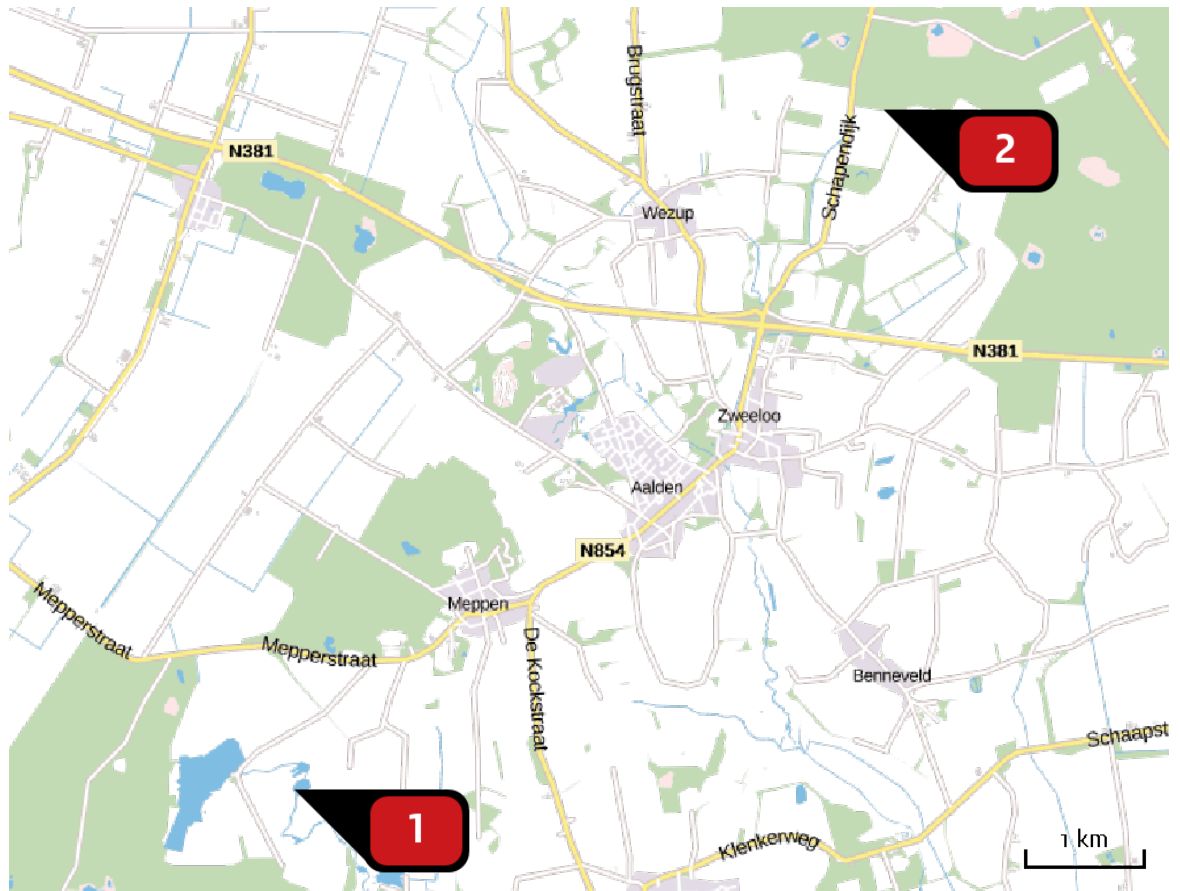 Brugstraat
2
N381
Schapendijk
Wezup
N381
Zweeloo
Aalden
N854
Mepperstraat
Meppen
Mepperstraat
De Kockstraat
Benneveld
Schaapst
1
Klenkerweg
1 km